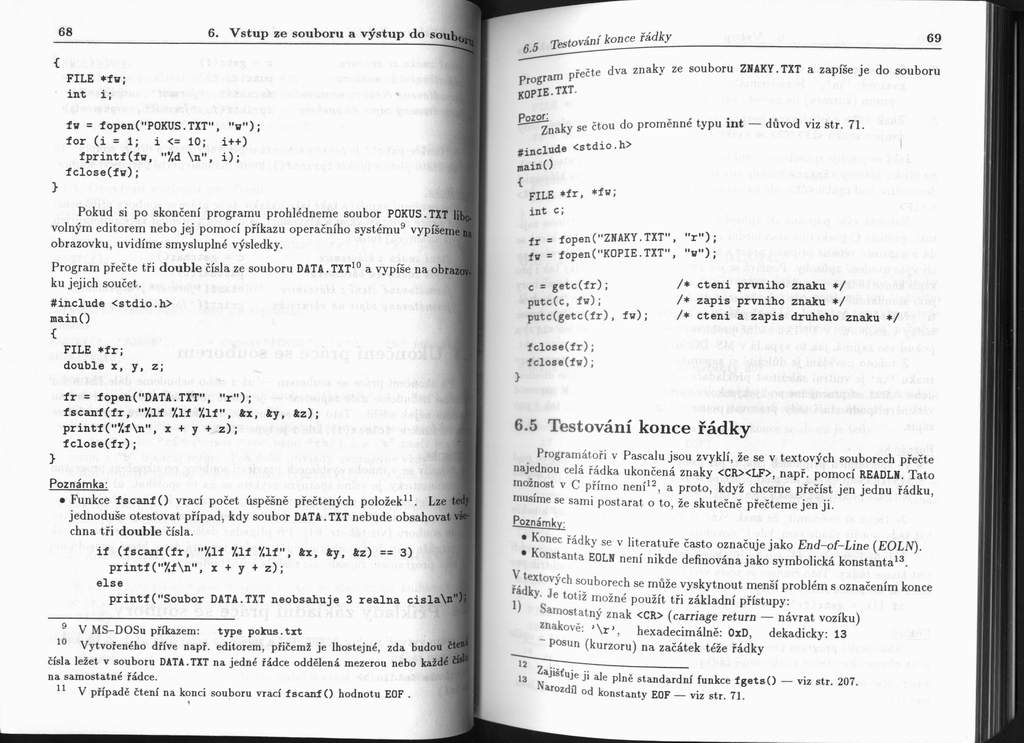 68
6. Vstup ze souboru a výstup do souboru
{
FILE *fw;
int i;
fw = fopen("POKUS.TXT", "w");
for (i = 1; i <= 10; i++)
fprintf(fw, "%d \n", i);
fclose(fw);
}
Pokud si po skončení programu prohlédneme soubor POKUS.TXT libo-
volným editorem nebo jej pomocí příkazu operačního systému⁹ vypíšeme na
obrazovku, uvidíme smysluplné výsledky.
Program přečte tři double čísla ze souboru DATA.TXT¹⁰ a vypíše na obrazov-
ku jejich součet.
#include <stdio.h>
main()
{
FILE *fr;
double x, y, z;
fr = fopen("DATA.TXT", "r");
fscanf(fr, "%lf %lf %lf", &x, &y, &z);
printf("%f\n", x + y + z);
fclose(fr);
}
Poznámka:
• Funkce fscanf() vrací počet úspěšně přečtených položek¹¹. Lze tedy
jednoduše otestovat případ, kdy soubor DATA.TXT nebude obsahovat vše-
chna tři double čísla.
if (fscanf(fr, "%lf %lf %lf", &x, &y, &z) == 3)
printf("%f\n", x + y + z);
else
printf("Soubor DATA.TXT neobsahuje 3 realna cisla\n");
⁹ V MS-DOSu příkazem: type pokus.txt
¹⁰ Vytvořeného dříve např. editorem, přičemž je lhostejné, zda budou čtená
čísla ležet v souboru DATA.TXT na jedné řádce oddělená mezerou nebo každé číslo
na samostatné řádce.
¹¹ V případě čtení na konci souboru vrací fscanf() hodnotu EOF .
6.5 Testování konce řádky
69
Program přečte dva znaky ze souboru ZNAKY.TXT a zapíše je do souboru
KOPIE.TXT.
Pozor:
Znaky se čtou do proměnné typu int — důvod viz str. 71.
#include <stdio.h>
main()
{
FILE *fr, *fw;
int c;
fr = fopen("ZNAKY.TXT", "r");
fw = fopen("KOPIE.TXT", "w");
c = getc(fr); /* cteni prvniho znaku */
putc(c, fw); /* zapis prvniho znaku */
putc(getc(fr), fw); /* cteni a zapis druheho znaku */
fclose(fr);
fclose(fw);
}
6.5 Testování konce řádky
Programátoři v Pascalu jsou zvyklí, že se v textových souborech přečte
najednou celá řádka ukončená znaky <CR><LF>, např. pomocí READLN. Tato
možnost v C přímo není¹², a proto, když chceme přečíst jen jednu řádku,
musíme se sami postarat o to, že skutečně přečteme jen ji.
Poznámky:
• Konec řádky se v literatuře často označuje jako End–of–Line (EOLN).
• Konstanta EOLN není nikde definována jako symbolická konstanta¹³.
V textových souborech se může vyskytnout menší problém s označením konce
řádky. Je totiž možné použít tři základní přístupy:
1) Samostatný znak <CR> (carriage return — návrat vozíku)
znakově: '\r', hexadecimálně: 0xD, dekadicky: 13
– posun (kurzoru) na začátek téže řádky
¹² Zajišťuje ji ale plně standardní funkce fgets() — viz str. 207.
¹³ Narozdíl od konstanty EOF — viz str. 71.